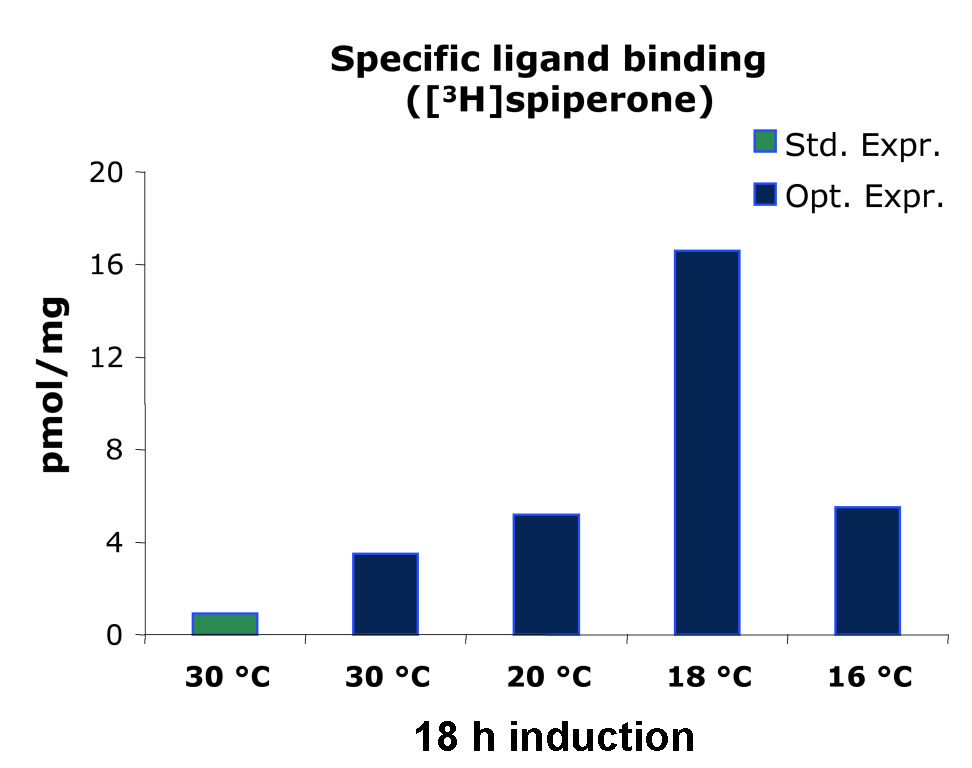 Specific ligand binding
([³H]spiperone)
Std. Expr.
Opt. Expr.
pmol/mg
20
16
12
8
4
0
30 °C 30 °C 20 °C 18 °C 16 °C
18 h induction